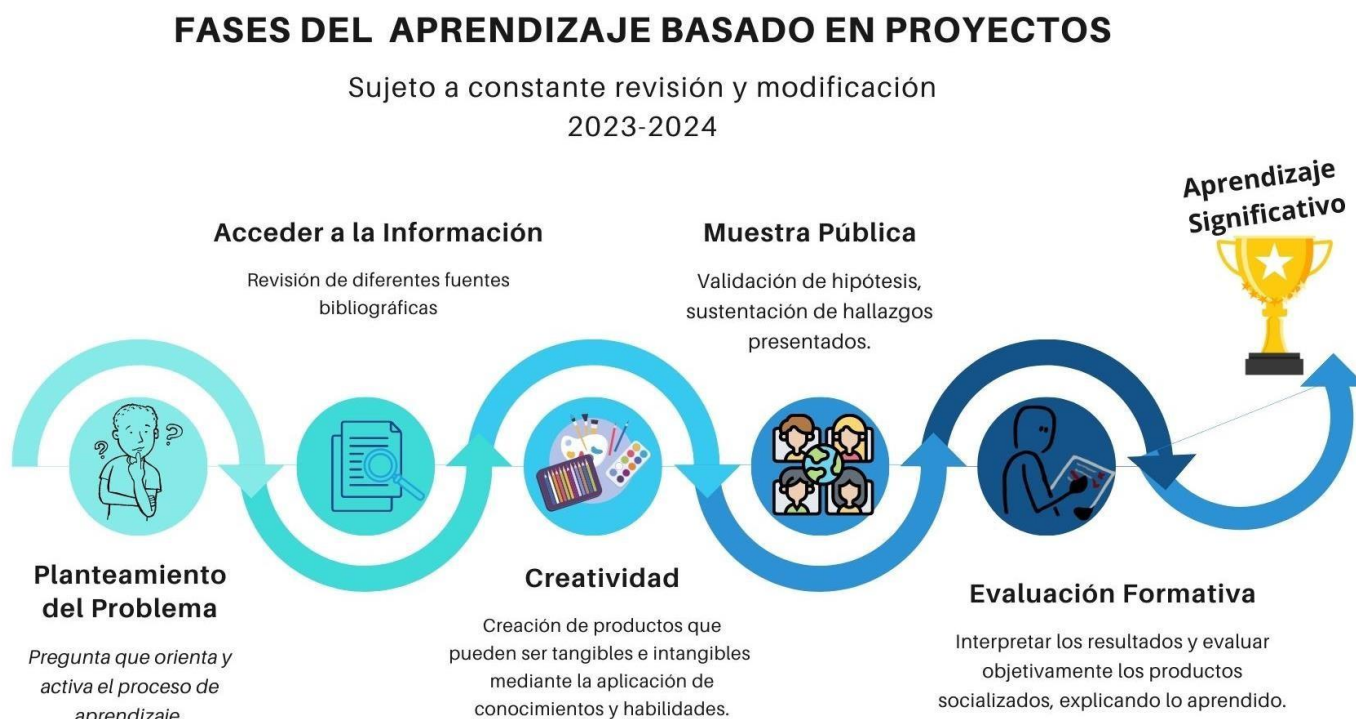 FASES DEL APRENDIZAJE BASADO EN PROYECTOS
Sujeto a constante revisión y modificación
2023-2024
Aprendizaje
Significativo
Acceder a la Información
Revisión de diferentes fuentes
bibliográficas
Muestra Pública
Validación de hipótesis,
sustentación de hallazgos
presentados.
Planteamiento
del Problema
Pregunta que orienta y
activa el proceso de
aprendizaje
Creatividad
Creación de productos que
pueden ser tangibles e intangibles
mediante la aplicación de
conocimientos y habilidades.
Evaluación Formativa
Interpretar los resultados y evaluar
objetivamente los productos
socializados, explicando lo aprendido.